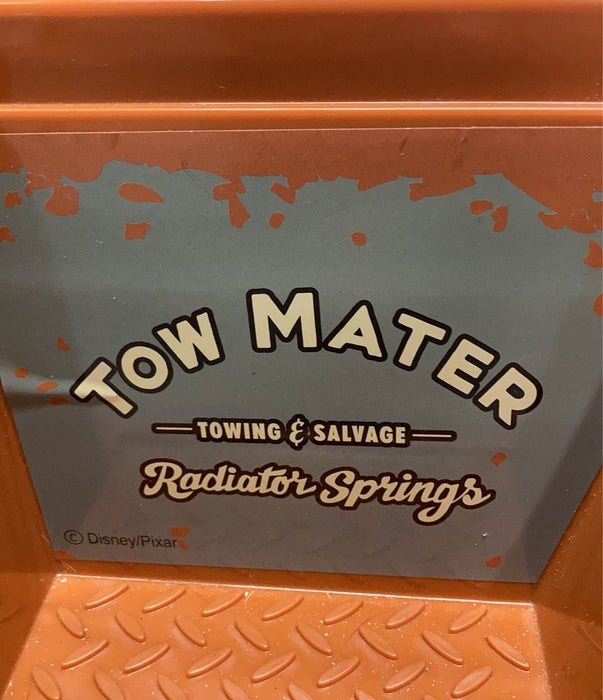 TOW MATER
TOWING & SALVAGE
Radiator Springs
© Disney/Pixar